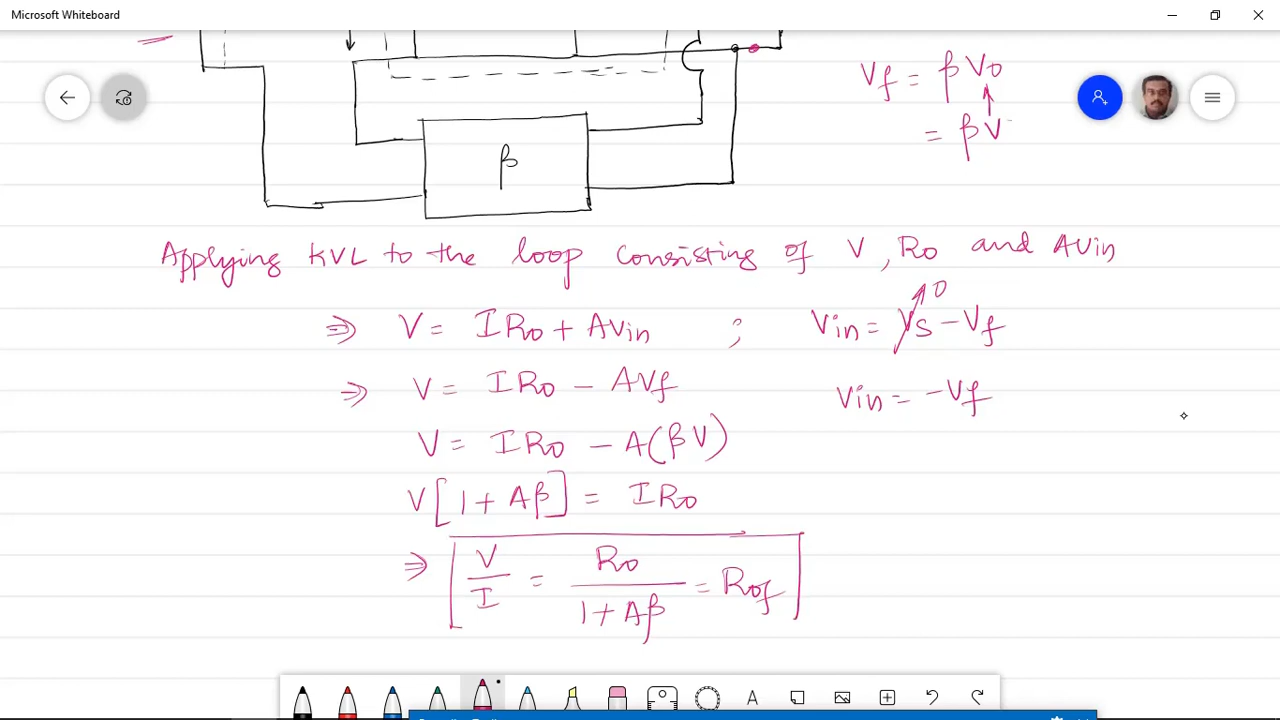 Microsoft Whiteboard
Vf = βVo
= βV
β
Applying KVL to the loop consisting of V, Ro and AVin
⇒ V = IRo + AVin ; Vin = Vs - Vf
0
⇒ V = IRo - AVf
Vin = -Vf
V = IRo - A(βV)
V[1 + Aβ] = IRo
⇒ V/I = Ro/1 + Aβ = Rof
A